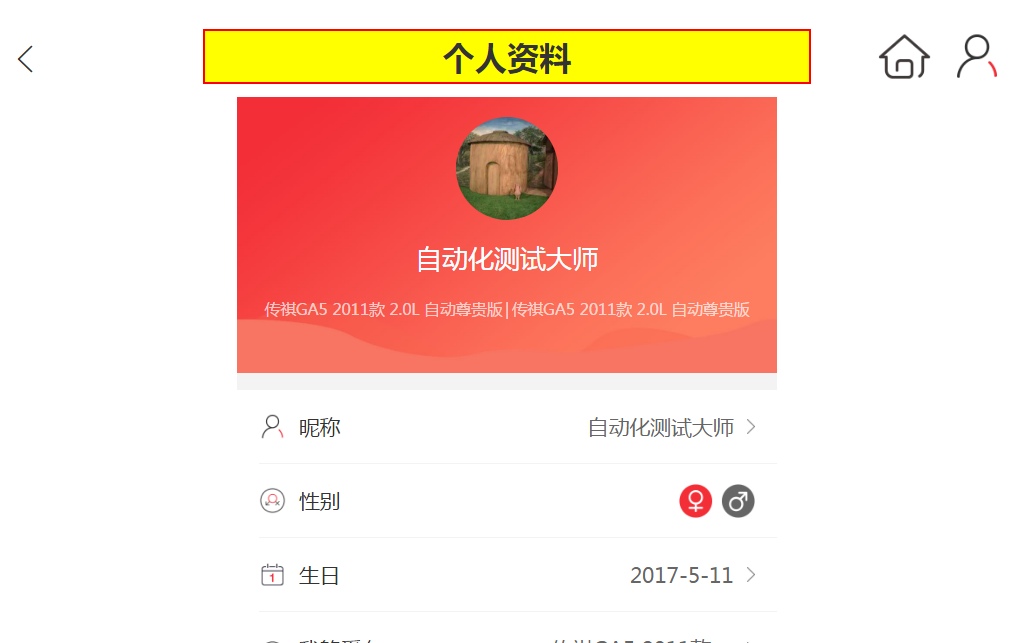 个人资料
自动化测试大师
传祺GA5 2011款 2.0L 自动尊贵版|传祺GA5 2011款 2.0L 自动尊贵版
昵称 自动化测试大师
性别
1 生日 2017-5-11